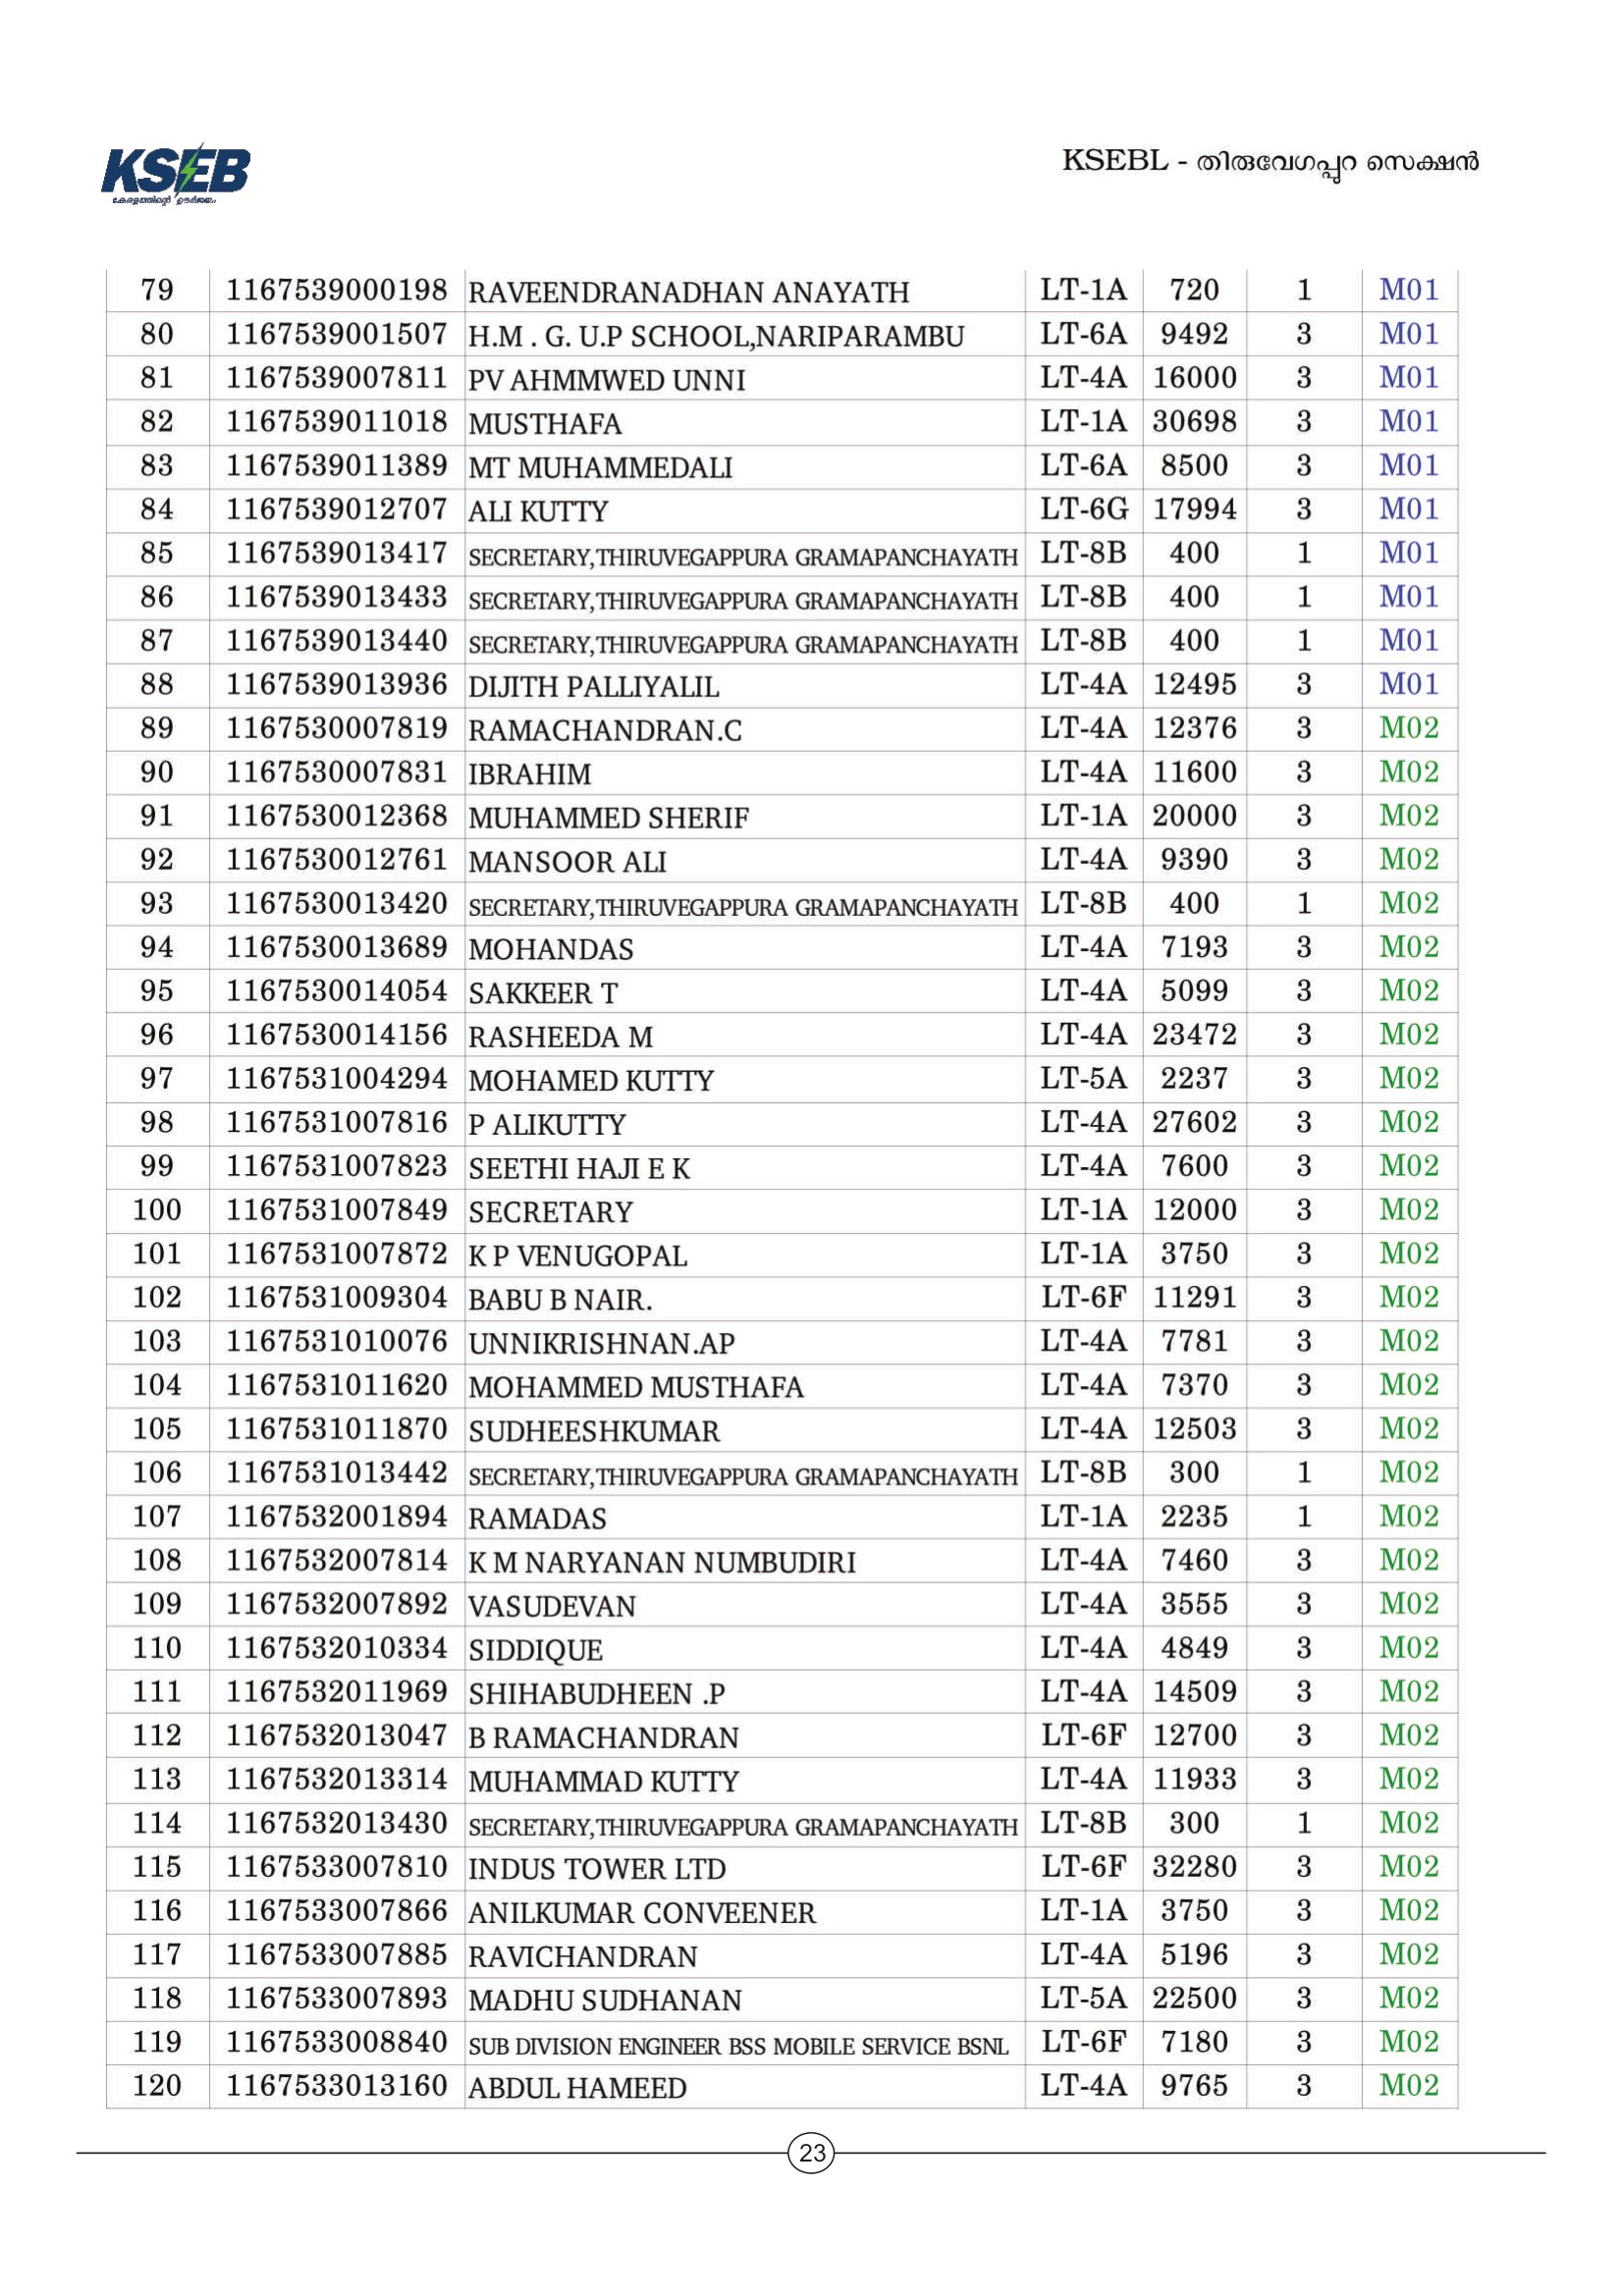 KSEB
കേരളത്തിന്റെ ഊർജ്ജം
KSEBL - തിരുവേഗപ്പുറ സെക്ഷൻ
79 1167539000198 RAVEENDRANADHAN ANAYATH LT-1A 720 1 M01
80 1167539001507 H.M . G. U.P SCHOOL,NARIPARAMBU LT-6A 9492 3 M01
81 1167539007811 PV AHMMWED UNNI LT-4A 16000 3 M01
82 1167539011018 MUSTHAFA LT-1A 30698 3 M01
83 1167539011389 MT MUHAMMEDALI LT-6A 8500 3 M01
84 1167539012707 ALI KUTTY LT-6G 17994 3 M01
85 1167539013417 SECRETARY,THIRUVEGAPPURA GRAMAPANCHAYATH LT-8B 400 1 M01
86 1167539013433 SECRETARY,THIRUVEGAPPURA GRAMAPANCHAYATH LT-8B 400 1 M01
87 1167539013440 SECRETARY,THIRUVEGAPPURA GRAMAPANCHAYATH LT-8B 400 1 M01
88 1167539013936 DIJITH PALLIYALIL LT-4A 12495 3 M01
89 1167530007819 RAMACHANDRAN.C LT-4A 12376 3 M02
90 1167530007831 IBRAHIM LT-4A 11600 3 M02
91 1167530012368 MUHAMMED SHERIF LT-1A 20000 3 M02
92 1167530012761 MANSOOR ALI LT-4A 9390 3 M02
93 1167530013420 SECRETARY,THIRUVEGAPPURA GRAMAPANCHAYATH LT-8B 400 1 M02
94 1167530013689 MOHANDAS LT-4A 7193 3 M02
95 1167530014054 SAKKEER T LT-4A 5099 3 M02
96 1167530014156 RASHEEDA M LT-4A 23472 3 M02
97 1167531004294 MOHAMED KUTTY LT-5A 2237 3 M02
98 1167531007816 P ALIKUTTY LT-4A 27602 3 M02
99 1167531007823 SEETHI HAJI E K LT-4A 7600 3 M02
100 1167531007849 SECRETARY LT-1A 12000 3 M02
101 1167531007872 K P VENUGOPAL LT-1A 3750 3 M02
102 1167531009304 BABU B NAIR. LT-6F 11291 3 M02
103 1167531010076 UNNIKRISHNAN.AP LT-4A 7781 3 M02
104 1167531011620 MOHAMMED MUSTHAFA LT-4A 7370 3 M02
105 1167531011870 SUDHEESHKUMAR LT-4A 12503 3 M02
106 1167531013442 SECRETARY,THIRUVEGAPPURA GRAMAPANCHAYATH LT-8B 300 1 M02
107 1167532001894 RAMADAS LT-1A 2235 1 M02
108 1167532007814 K M NARYANAN NUMBUDIRI LT-4A 7460 3 M02
109 1167532007892 VASUDEVAN LT-4A 3555 3 M02
110 1167532010334 SIDDIQUE LT-4A 4849 3 M02
111 1167532011969 SHIHABUDHEEN .P LT-4A 14509 3 M02
112 1167532013047 B RAMACHANDRAN LT-6F 12700 3 M02
113 1167532013314 MUHAMMAD KUTTY LT-4A 11933 3 M02
114 1167532013430 SECRETARY,THIRUVEGAPPURA GRAMAPANCHAYATH LT-8B 300 1 M02
115 1167533007810 INDUS TOWER LTD LT-6F 32280 3 M02
116 1167533007866 ANILKUMAR CONVEENER LT-1A 3750 3 M02
117 1167533007885 RAVICHANDRAN LT-4A 5196 3 M02
118 1167533007893 MADHU SUDHANAN LT-5A 22500 3 M02
119 1167533008840 SUB DIVISION ENGINEER BSS MOBILE SERVICE BSNL LT-6F 7180 3 M02
120 1167533013160 ABDUL HAMEED LT-4A 9765 3 M02
23